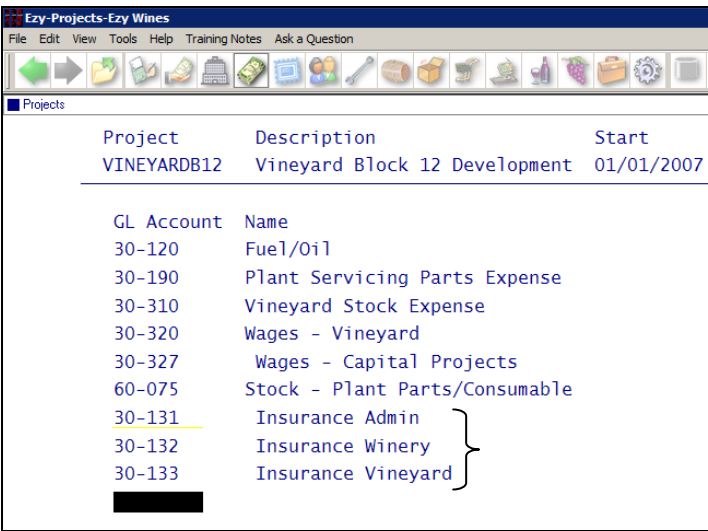 Ezy-Projects-Ezy Wines
File Edit View Tools Help Training Notes Ask a Question
Projects
Project Description Start
VINEYARDB12 Vineyard Block 12 Development 01/01/2007
GL Account Name
30-120 Fuel/Oil
30-190 Plant Servicing Parts Expense
30-310 Vineyard Stock Expense
30-320 Wages - Vineyard
30-327 Wages - Capital Projects
60-075 Stock - Plant Parts/Consumable
30-131 Insurance Admin
30-132 Insurance Winery
30-133 Insurance Vineyard